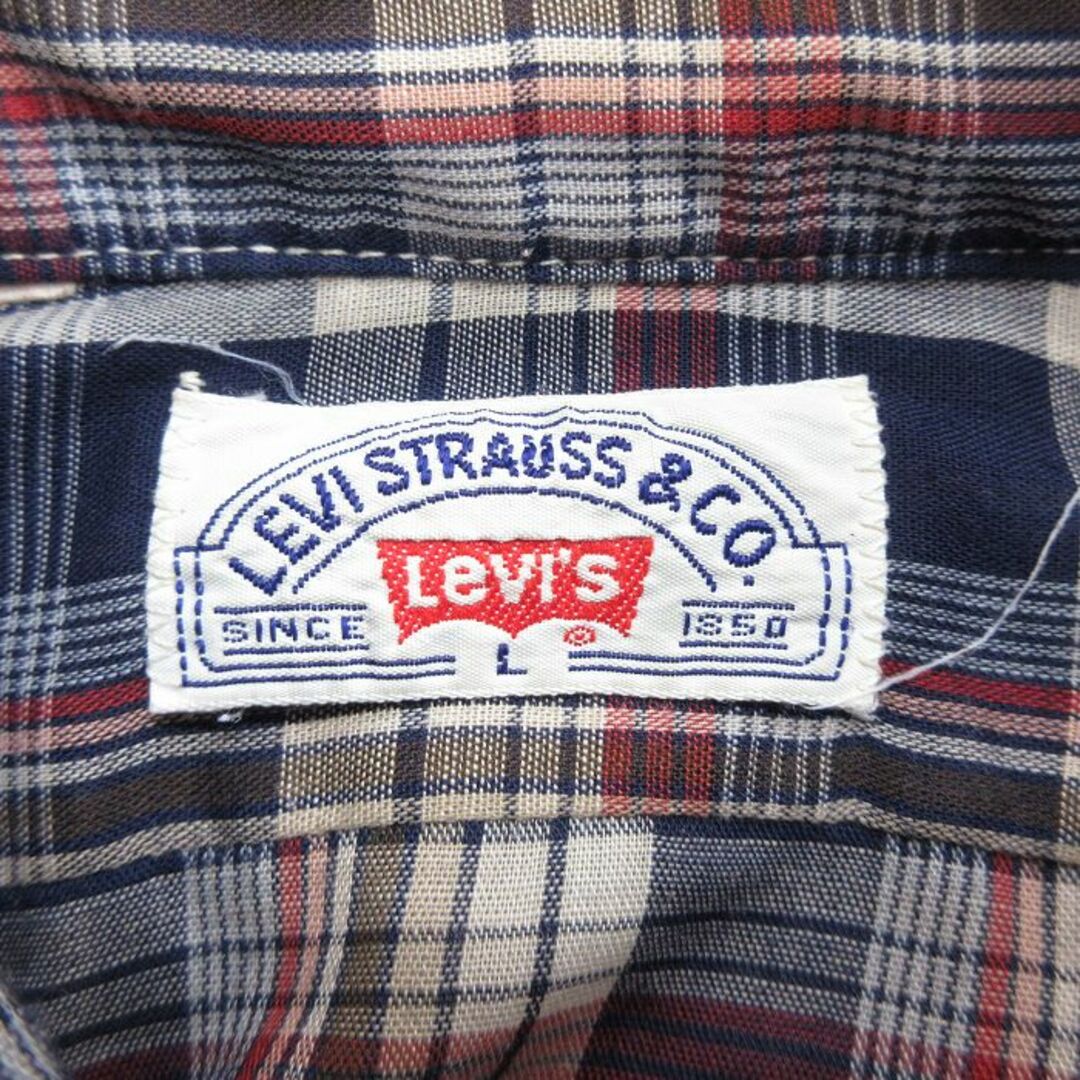 LEVI STRAUSS & CO.
Levi's
SINCE 1850
®
L